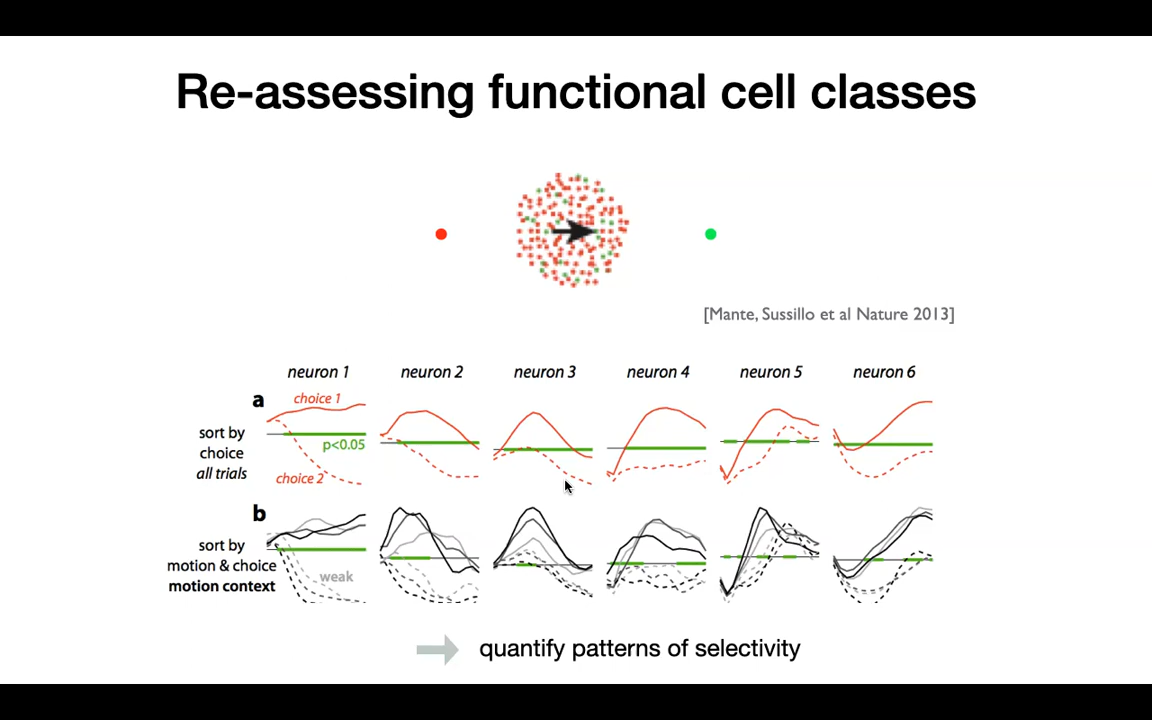 Re-assessing functional cell classes
[Mante, Sussillo et al Nature 2013]
neuron 1 neuron 2 neuron 3 neuron 4 neuron 5 neuron 6
a
choice 1
sort by
choice
all trials
p<0.05
choice 2
b
sort by
motion & choice
motion context
weak
quantify patterns of selectivity